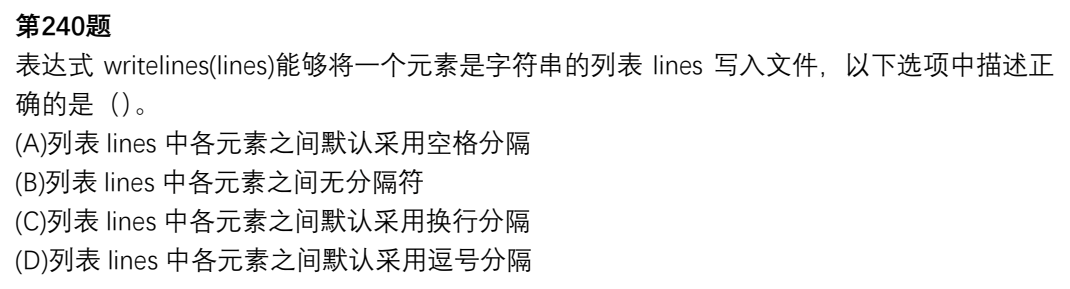 第240题
表达式 writelines(lines)能够将一个元素是字符串的列表 lines 写入文件，以下选项中描述正
确的是（）。
(A)列表 lines 中各元素之间默认采用空格分隔
(B)列表 lines 中各元素之间无分隔符
(C)列表 lines 中各元素之间默认采用换行分隔
(D)列表 lines 中各元素之间默认采用逗号分隔